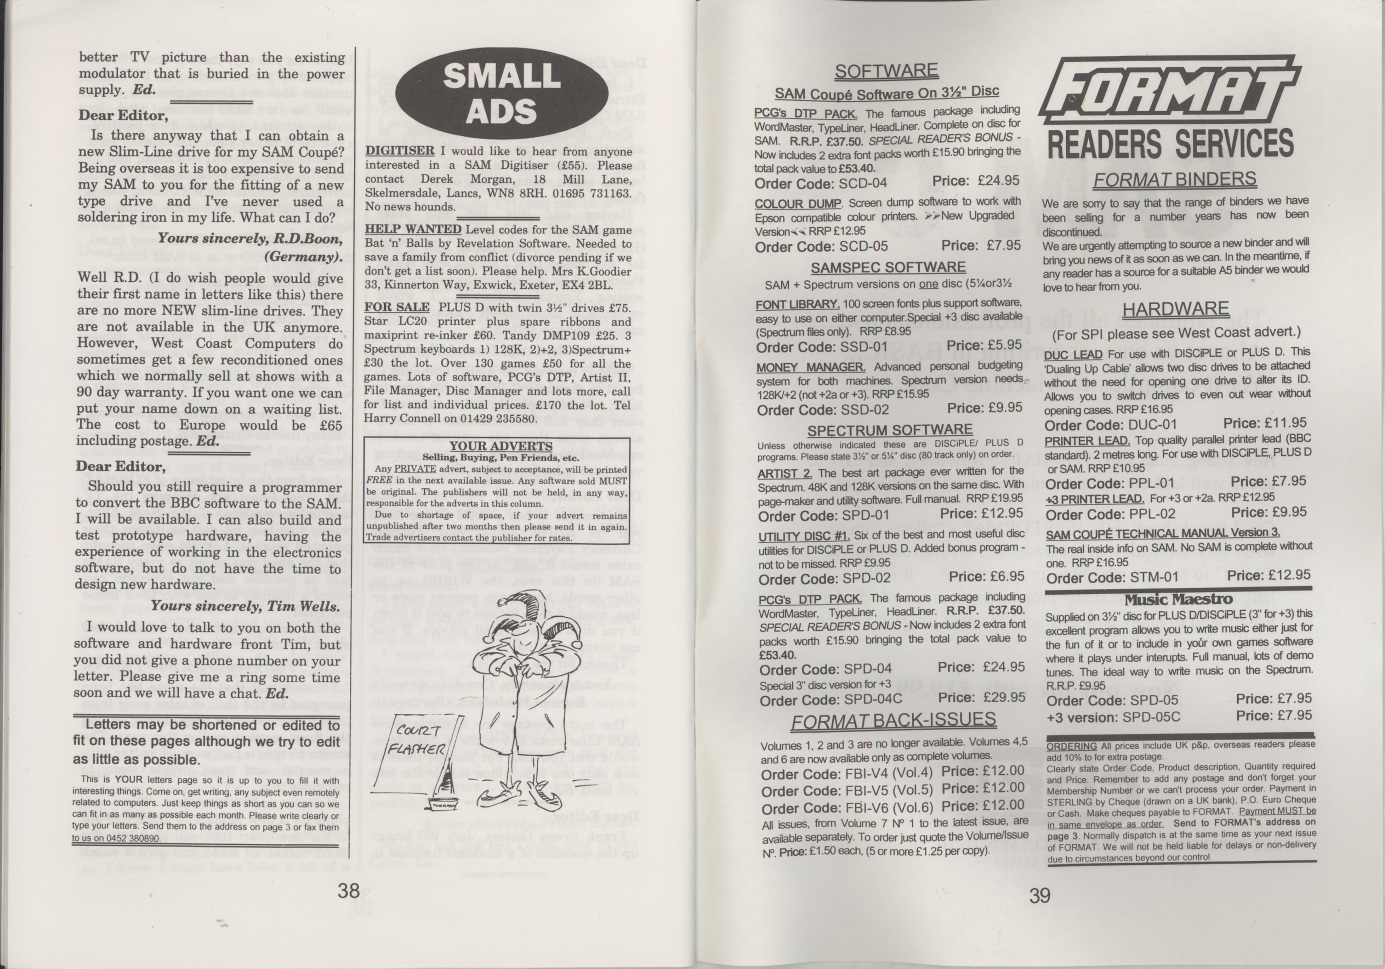 better TV picture than the existing
modulator that is buried in the power
supply. Ed.
Dear Editor,
Is there anyway that I can obtain a
new Slim-Line drive for my SAM Coupé?
Being overseas it is too expensive to send
my SAM to you for the fitting of a new
type drive and I've never used a
soldering iron in my life. What can I do?
Yours sincerely, R.D.Boon,
(Germany).
Well R.D. (I do wish people would give
their first name in letters like this) there
are no more NEW slim-line drives. They
are not available in the UK anymore.
However, West Coast Computers do
sometimes get a few reconditioned ones
which we normally sell at shows with a
90 day warranty. If you want one we can
put your name down on a waiting list.
The cost to Europe would be £65
including postage. Ed.
Dear Editor,
Should you still require a programmer
to convert the BBC software to the SAM.
I will be available. I can also build and
test prototype hardware, having the
experience of working in the electronics
software, but do not have the time to
design new hardware.
Yours sincerely, Tim Wells.
I would love to talk to you on both the
software and hardware front Tim, but
you did not give a phone number on your
letter. Please give me a ring some time
soon and we will have a chat. Ed.
Letters may be shortened or edited to
fit on these pages although we try to edit
as little as possible.
This is YOUR letters page so it is up to you to fill it with
interesting things. Come on, get writing, any subject even remotely
related to computers. Just keep things as short as you can so we
can fit in as many as possible each month. Please write clearly or
type your letters. Send them to the address on page 3 or fax them
to us on 0452 380890.
SMALL
ADS
DIGITISER I would like to hear from anyone
interested in a SAM Digitiser (£55). Please
contact Derek Morgan, 18 Mill Lane,
Skelmersdale, Lancs, WN8 8RH. 01695 731163.
No news hounds.
HELP WANTED Level codes for the SAM game
Bat 'n' Balls by Revelation Software. Needed to
save a family from conflict (divorce pending if we
don't get a list soon). Please help. Mrs K.Goodier
33, Kinnerton Way, Exwick, Exeter, EX4 2BL.
FOR SALE PLUS D with twin 3½" drives £75.
Star LC20 printer plus spare ribbons and
maxiprint re-inker £60. Tandy DMP109 £25. 3
Spectrum keyboards 1) 128K, 2)+2, 3)Spectrum+
£30 the lot. Over 130 games £50 for all the
games. Lots of software, PCG's DTP, Artist II,
File Manager, Disc Manager and lots more, call
for list and individual prices. £170 the lot. Tel
Harry Connell on 01429 235580.
YOUR ADVERTS
Selling, Buying, Pen Friends, etc.
Any PRIVATE advert, subject to acceptance, will be printed
FREE in the next available issue. Any software sold MUST
be original. The publishers will not be held, in any way,
responsible for the adverts in this column.
Due to shortage of space, if your advert remains
unpublished after two months then please send it in again.
Trade advertisers contact the publisher for rates.
COURT
FLASHER
38
SOFTWARE
SAM Coupé Software On 3½" Disc
PCG's DTP PACK. The famous package including
WordMaster, TypeLiner, HeadLiner. Complete on disc for
SAM. R.R.P. £37.50. SPECIAL READER'S BONUS -
Now includes 2 extra font packs worth £15.90 bringing the
total pack value to £53.40.
Order Code: SCD-04 Price: £24.95
COLOUR DUMP. Screen dump software to work with
Epson compatible colour printers. ➢➢New Upgraded
Version<< RRP £12.95
Order Code: SCD-05 Price: £7.95
SAMSPEC SOFTWARE
SAM + Spectrum versions on one disc (5¼or3½
FONT LIBRARY. 100 screen fonts plus support software,
easy to use on either computer.Special +3 disc available
(Spectrum files only). RRP £8.95
Order Code: SSD-01 Price: £5.95
MONEY MANAGER. Advanced personal budgeting
system for both machines. Spectrum version needs
128K/+2 (not +2a or +3). RRP £15.95
Order Code: SSD-02 Price: £9.95
SPECTRUM SOFTWARE
Unless otherwise indicated these are DISCiPLE/ PLUS D
programs. Please state 3½" or 5¼" disc (80 track only) on order.
ARTIST 2. The best art package ever written for the
Spectrum. 48K and 128K versions on the same disc. With
page-maker and utility software. Full manual. RRP £19.95
Order Code: SPD-01 Price: £12.95
UTILITY DISC #1. Six of the best and most useful disc
utilities for DISCiPLE or PLUS D. Added bonus program -
not to be missed. RRP £9.95
Order Code: SPD-02 Price: £6.95
PCG's DTP PACK. The famous package including
WordMaster, TypeLiner, HeadLiner. R.R.P. £37.50.
SPECIAL READER'S BONUS - Now includes 2 extra font
packs worth £15.90 bringing the total pack value to
£53.40.
Order Code: SPD-04 Price: £24.95
Special 3" disc version for +3
Order Code: SPD-04C Price: £29.95
FORMAT BACK-ISSUES
Volumes 1, 2 and 3 are no longer available. Volumes 4,5
and 6 are now available only as complete volumes.
Order Code: FBI-V4 (Vol.4) Price: £12.00
Order Code: FBI-V5 (Vol.5) Price: £12.00
Order Code: FBI-V6 (Vol.6) Price: £12.00
All issues, from Volume 7 Nº 1 to the latest issue, are
available separately. To order just quote the Volume/Issue
Nº. Price: £1.50 each, (5 or more £1.25 per copy).
FORMAT
READERS SERVICES
FORMAT BINDERS
We are sorry to say that the range of binders we have
been selling for a number years has now been
discontinued.
We are urgently attempting to source a new binder and will
bring you news of it as soon as we can. In the meantime, if
any reader has a source for a suitable A5 binder we would
love to hear from you.
HARDWARE
(For SPI please see West Coast advert.)
DUC LEAD For use with DISCiPLE or PLUS D. This
'Dualing Up Cable' allows two disc drives to be attached
without the need for opening one drive to alter its ID.
Allows you to switch drives to even out wear without
opening cases. RRP £16.95
Order Code: DUC-01 Price: £11.95
PRINTER LEAD. Top quality parallel printer lead (BBC
standard). 2 metres long. For use with DISCiPLE, PLUS D
or SAM. RRP £10.95
Order Code: PPL-01 Price: £7.95
+3 PRINTER LEAD. For +3 or +2a. RRP £12.95
Order Code: PPL-02 Price: £9.95
SAM COUPÉ TECHNICAL MANUAL Version 3.
The real inside info on SAM. No SAM is complete without
one. RRP £16.95
Order Code: STM-01 Price: £12.95
Music Maestro
Supplied on 3½" disc for PLUS D/DISCiPLE (3" for +3) this
excellent program allows you to write music either just for
the fun of it or to include in your own games software
where it plays under interupts. Full manual, lots of demo
tunes. The ideal way to write music on the Spectrum.
R.R.P. £9.95
Order Code: SPD-05 Price: £7.95
+3 version: SPD-05C Price: £7.95
ORDERING All prices include UK p&p, overseas readers please
add 10% to for extra postage.
Clearly state Order Code, Product description, Quantity required
and Price. Remember to add any postage and don't forget your
Membership Number or we can't process your order. Payment in
STERLING by Cheque (drawn on a UK bank), P.O. Euro Cheque
or Cash. Make cheques payable to FORMAT. Payment MUST be
in same envelope as order. Send to FORMAT's address on
page 3. Normally dispatch is at the same time as your next issue
of FORMAT. We will not be held liable for delays or non-delivery
due to circumstances beyond our control.
39